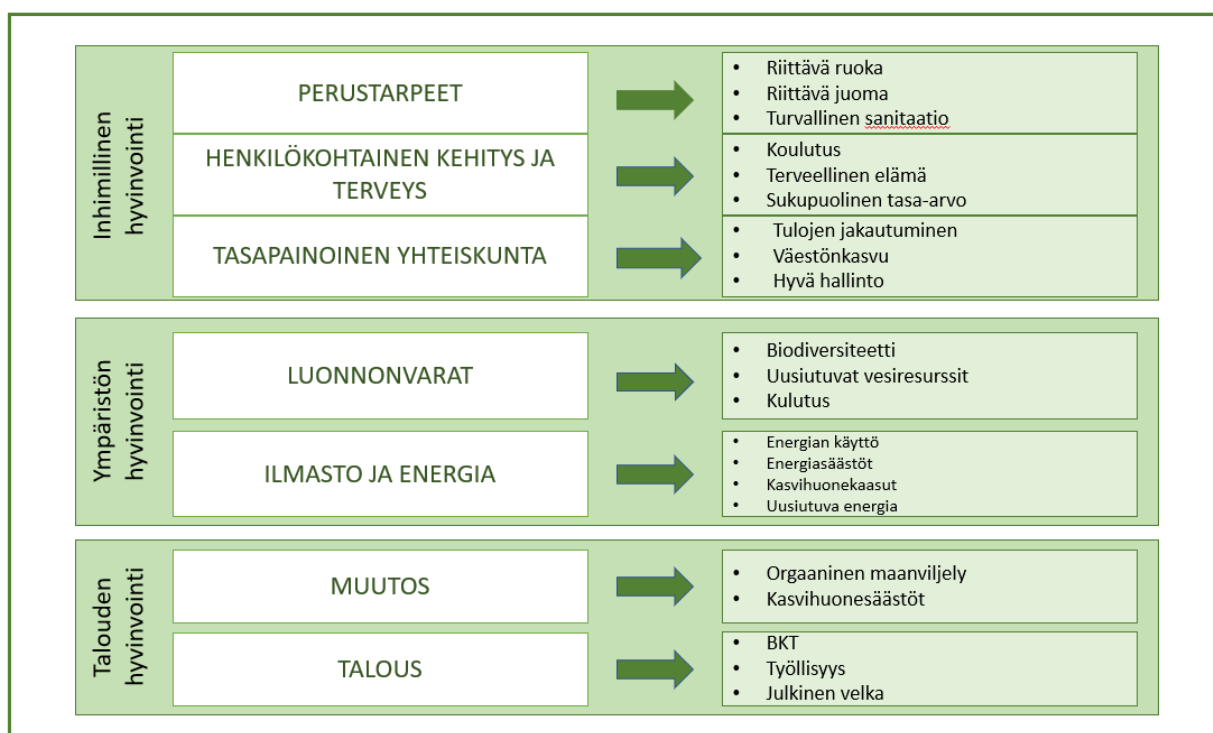 Inhimillinen
hyvinvointi
PERUSTARPEET
• Riittävä ruoka
• Riittävä juoma
• Turvallinen sanitaatio
HENKILÖKOHTAINEN KEHITYS JA
TERVEYS
• Koulutus
• Terveellinen elämä
• Sukupuolinen tasa-arvo
TASAPAINOINEN YHTEISKUNTA
• Tulojen jakautuminen
• Väestönkasvu
• Hyvä hallinto
Ympäristön
hyvinvointi
LUONNONVARAT
• Biodiversiteetti
• Uusiutuvat vesiresurssit
• Kulutus
ILMASTO JA ENERGIA
• Energian käyttö
• Energiasäästöt
• Kasvihuonekaasut
• Uusiutuva energia
Talouden
hyvinvointi
MUUTOS
• Orgaaninen maanviljely
• Kasvihuonesäästöt
TALOUS
• BKT
• Työllisyys
• Julkinen velka